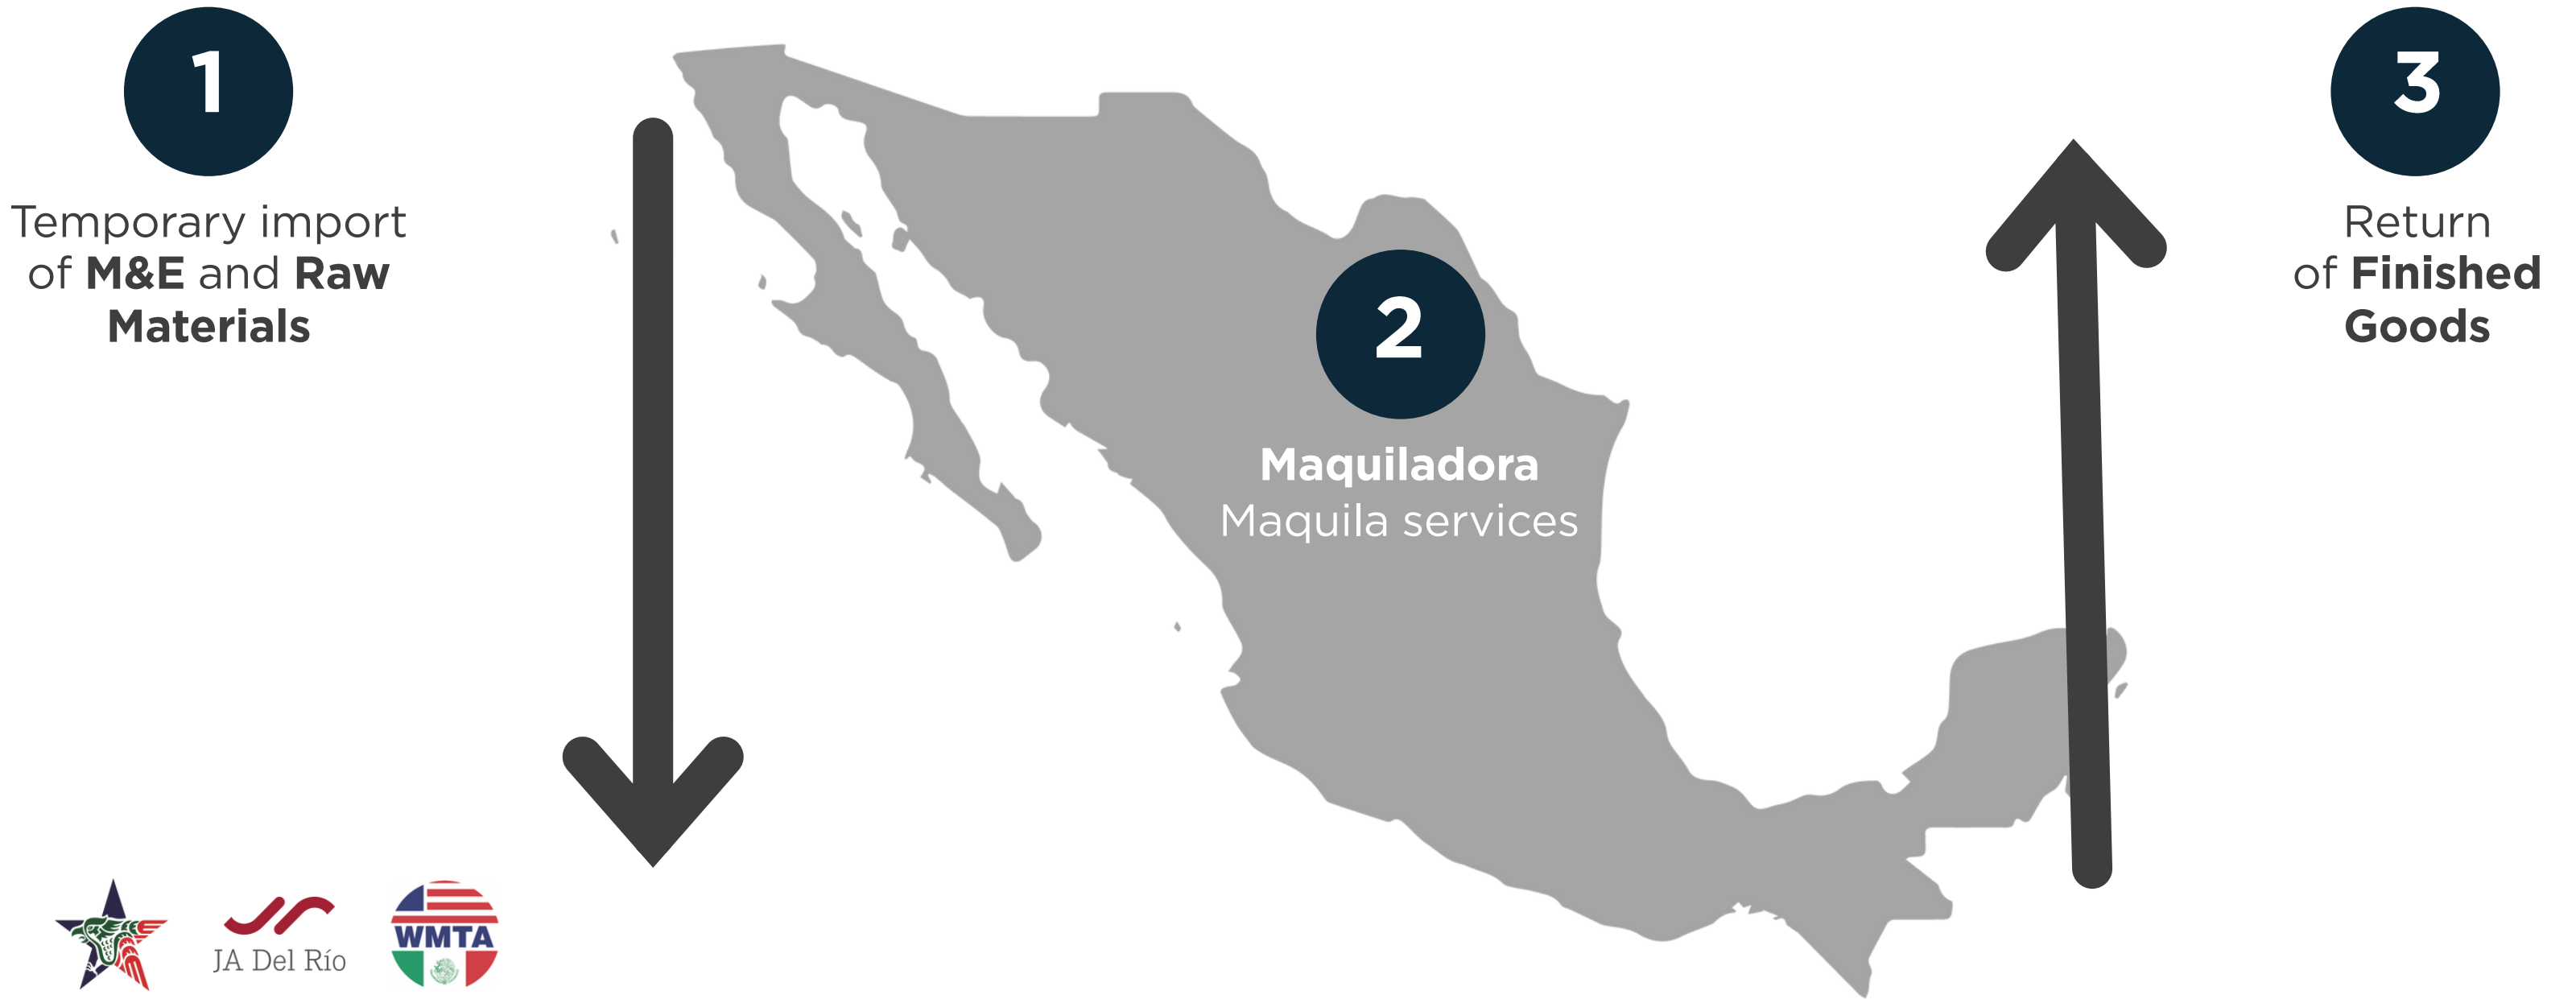 1
Temporary import
of M&E and Raw
Materials
2
Maquiladora
Maquila services
3
Return
of Finished
Goods
JA Del Río
WMTA